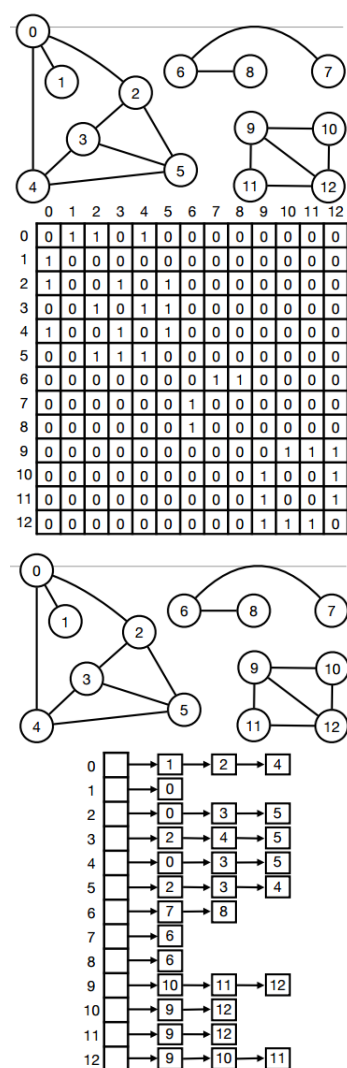 0
6 8 7
1
2
9 10
3
5
4 11 12
0 1 2 3 4 5 6 7 8 9 10 11 12
0 0 1 1 0 1 0 0 0 0 0 0 0 0
1 1 0 0 0 0 0 0 0 0 0 0 0 0
2 1 0 0 1 0 1 0 0 0 0 0 0 0
3 0 0 1 0 1 1 0 0 0 0 0 0 0
4 1 0 0 1 0 1 0 0 0 0 0 0 0
5 0 0 1 1 1 0 0 0 0 0 0 0 0
6 0 0 0 0 0 0 0 1 1 0 0 0 0
7 0 0 0 0 0 0 1 0 0 0 0 0 0
8 0 0 0 0 0 0 1 0 0 0 0 0 0
9 0 0 0 0 0 0 0 0 0 0 1 1 1
10 0 0 0 0 0 0 0 0 0 1 0 0 1
11 0 0 0 0 0 0 0 0 0 1 0 0 1
12 0 0 0 0 0 0 0 0 0 1 1 1 0
0
6 8 7
1
2
9 10
3
5
4 11 12
0 1 2 4
1 0
2 0 3 5
3 2 4 5
4 0 3 5
5 2 3 4
6 7 8
7 6
8 6
9 10 11 12
10 9 12
11 9 12
12 9 10 11